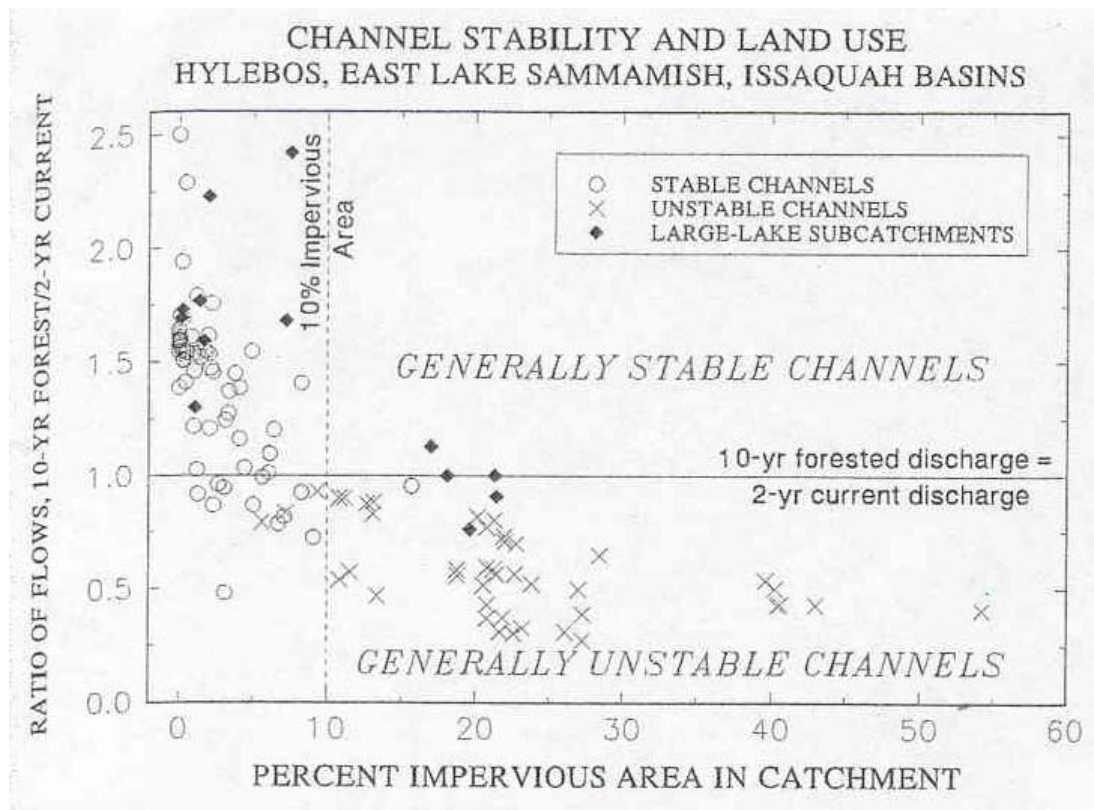 CHANNEL STABILITY AND LAND USE
HYLEBOS, EAST LAKE SAMMAMISH, ISSAQUAH BASINS
RATIO OF FLOWS, 10-YR FOREST/2-YR CURRENT
2.5
2.0
1.5
1.0
0.5
0.0
10% Impervious
Area
STABLE CHANNELS
UNSTABLE CHANNELS
LARGE-LAKE SUBCATCHMENTS
GENERALLY STABLE CHANNELS
10-yr forested discharge =
2-yr current discharge
GENERALLY UNSTABLE CHANNELS
0 10 20 30 40 50 60
PERCENT IMPERVIOUS AREA IN CATCHMENT